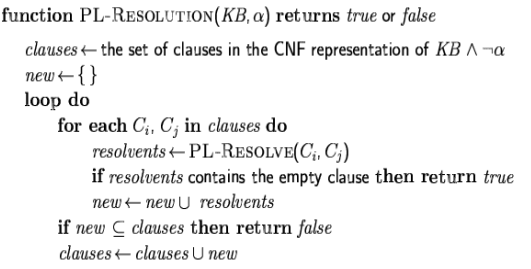 function PL-RESOLUTION(KB, α) returns true or false
clauses ← the set of clauses in the CNF representation of KB ∧ ¬α
new ← { }
loop do
for each Ci, Cj in clauses do
resolvents ← PL-RESOLVE(Ci, Cj)
if resolvents contains the empty clause then return true
new ← new ∪ resolvents
if new ⊆ clauses then return false
clauses ← clauses ∪ new